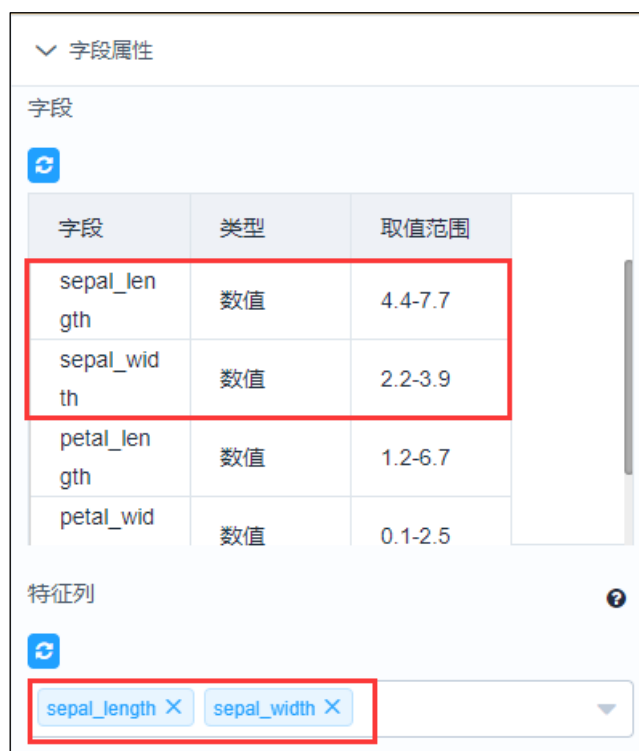 字段属性
字段
字段 类型 取值范围
sepal_len
gth 数值 4.4-7.7
sepal_wid
th 数值 2.2-3.9
petal_len
gth 数值 1.2-6.7
petal_wid
数值 0.1-2.5
特征列
sepal_length sepal_width